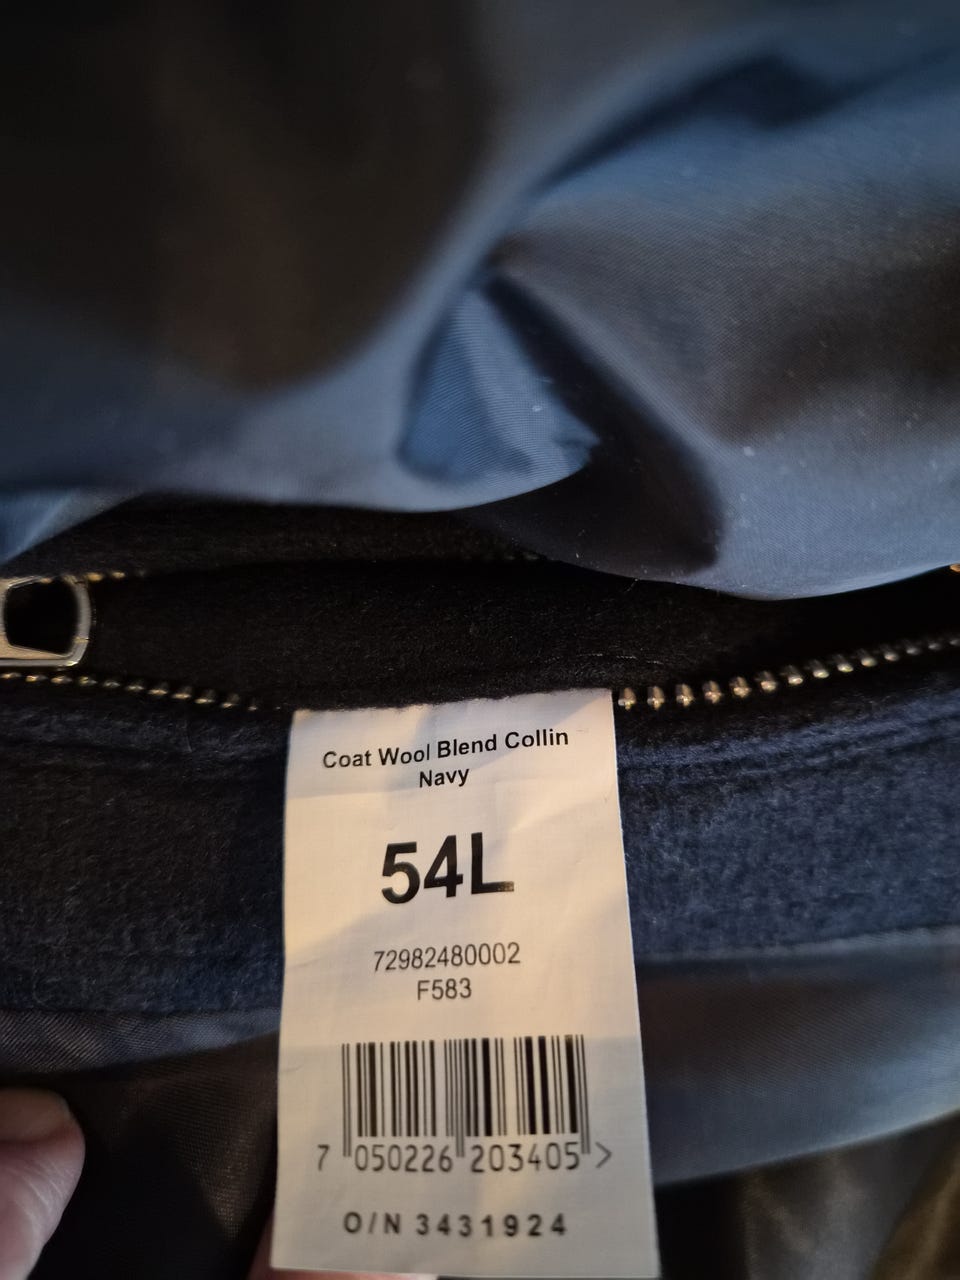 Coat Wool Blend Collin
Navy
54L
72982480002
F583
7 050226 203405 >
O/N 3431924